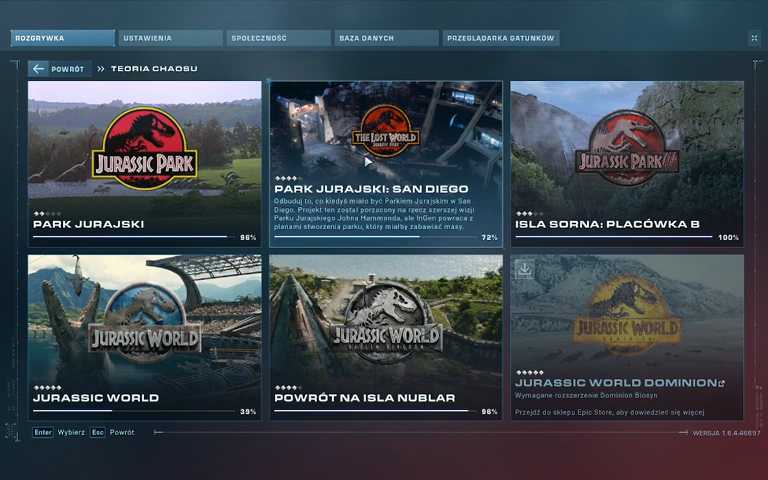 ROZGRYWKA
USTAWIENIA
SPOŁECZNOŚĆ
BAZA DANYCH
PRZEGLĄDARKA GATUNKÓW
POWRÓT
TEORIA CHAOSU
JURASSIC PARK
PARK JURAJSKI
96%
THE LOST WORLD
JURASSIC PARK
PARK JURAJSKI: SAN DIEGO
Odbuduj to, co kiedyś miało być Parkiem Jurajskim w San
Diego. Projekt ten został porzucony na rzecz szerszej wizji
Parku Jurajskiego Johna Hammonda, ale InGen powraca z
planami stworzenia parku, który miałby zabawiać masy.
72%
JURASSIC PARK
ISLA SORNA: PLACÓWKA B
100%
JURASSIC WORLD
JURASSIC WORLD
39%
JURASSIC WORLD
FALLEN KINGDOM
POWRÓT NA ISLA NUBLAR
96%
JURASSIC WORLD
DOMINION
JURASSIC WORLD DOMINION
Wymagane rozszerzenie Dominion Biosyn
Przejdź do sklepu Epic Store, aby dowiedzieć się więcej
Enter Wybierz Esc Powrót
WERSJA 1.6.4.46697